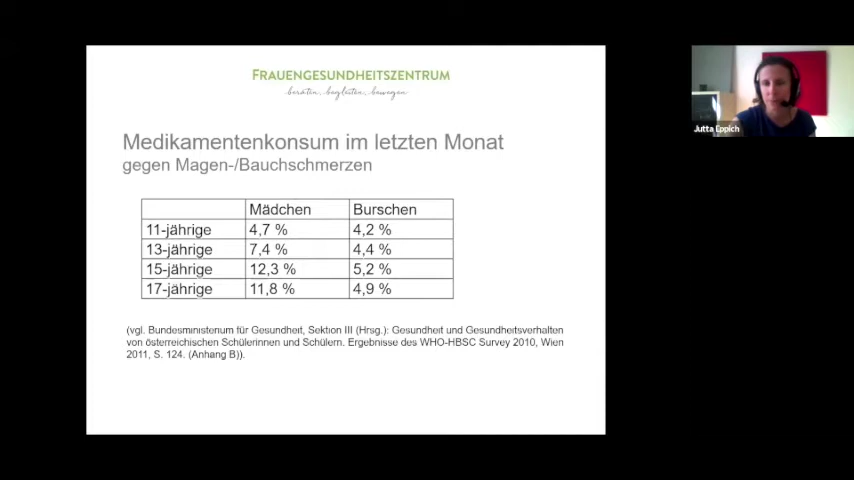 FRAUENGESUNDHEITSZENTRUM
beraten. begleiten. bewegen
Medikamentenkonsum im letzten Monat
gegen Magen-/Bauchschmerzen
Mädchen Burschen
11-jährige 4,7 % 4,2 %
13-jährige 7,4 % 4,4 %
15-jährige 12,3 % 5,2 %
17-jährige 11,8 % 4,9 %
(vgl. Bundesministerium für Gesundheit, Sektion III (Hrsg.): Gesundheit und Gesundheitsverhalten
von österreichischen Schülerinnen und Schülern. Ergebnisse des WHO-HBSC Survey 2010, Wien
2011, S. 124. (Anhang B)).
Jutta Eppich